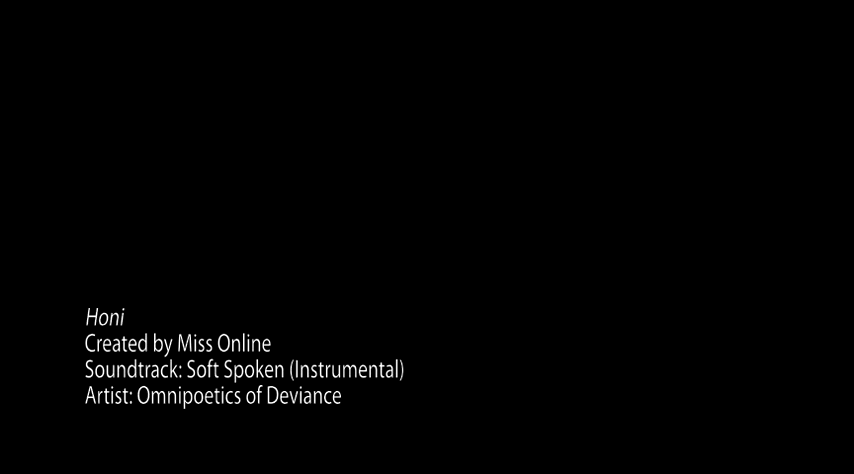 Honi
Created by Miss Online
Soundtrack: Soft Spoken (Instrumental)
Artist: Omnipoetics of Deviance